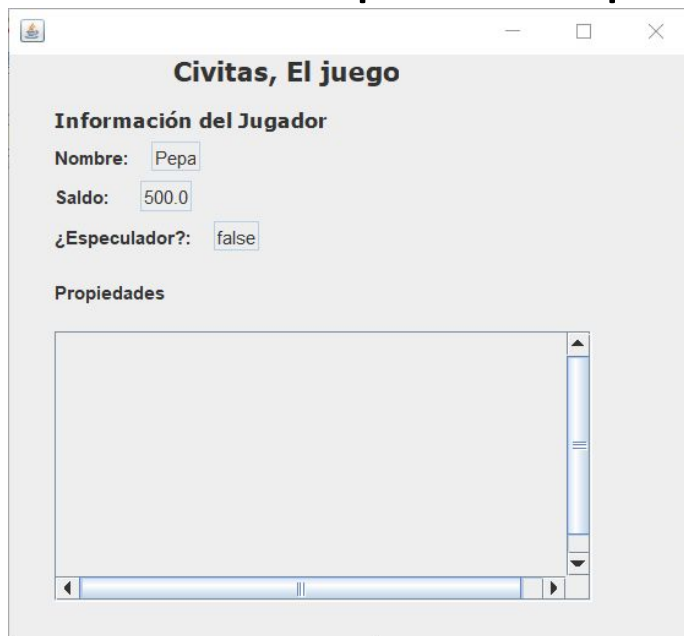 Civitas, El juego
Información del Jugador
Nombre: Pepa
Saldo: 500.0
¿Especulador?: false
Propiedades